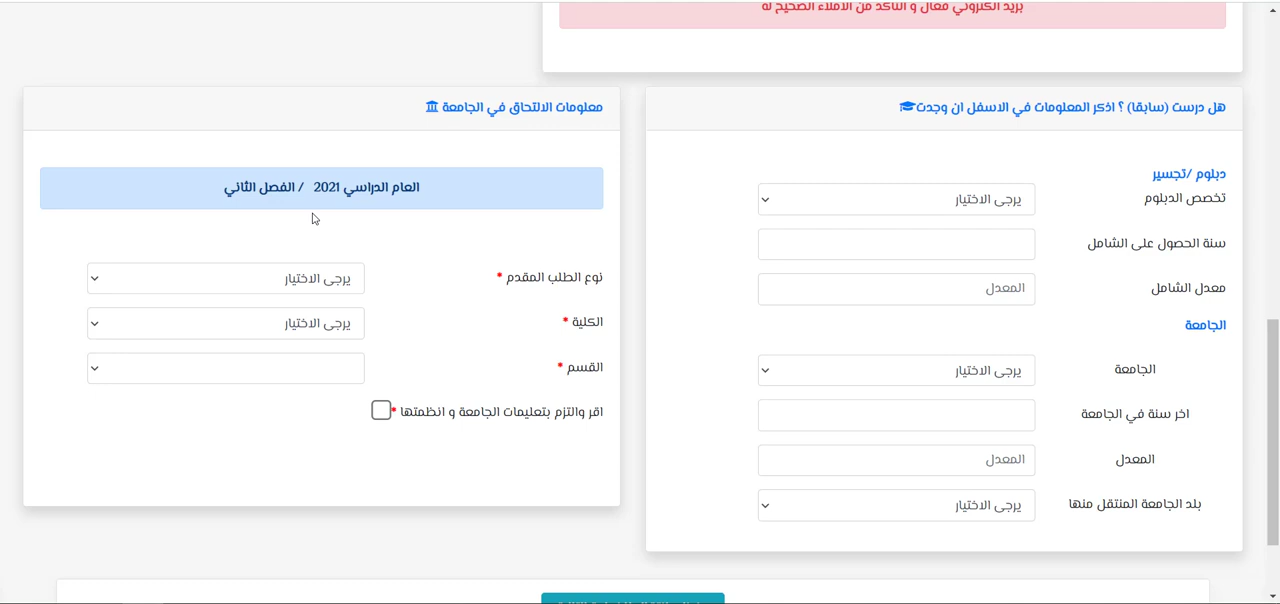 بريد الكتروني فعال و التأكد من الاملاء الصحيح له
هل درست (سابقا) ؟ اذكر المعلومات في الاسفل ان وجدت
دبلوم /تجسير
تخصص الدبلوم
يرجى الاختيار
سنة الحصول على الشامل
معدل الشامل
المعدل
الجامعة
الجامعة
يرجى الاختيار
اخر سنة في الجامعة
المعدل
المعدل
بلد الجامعة المنتقل منها
يرجى الاختيار
معلومات الالتحاق في الجامعة
العام الدراسي 2021 / الفصل الثاني
نوع الطلب المقدم *
يرجى الاختيار
الكلية *
يرجى الاختيار
القسم *
اقر والتزم بتعليمات الجامعة و انظمتها *